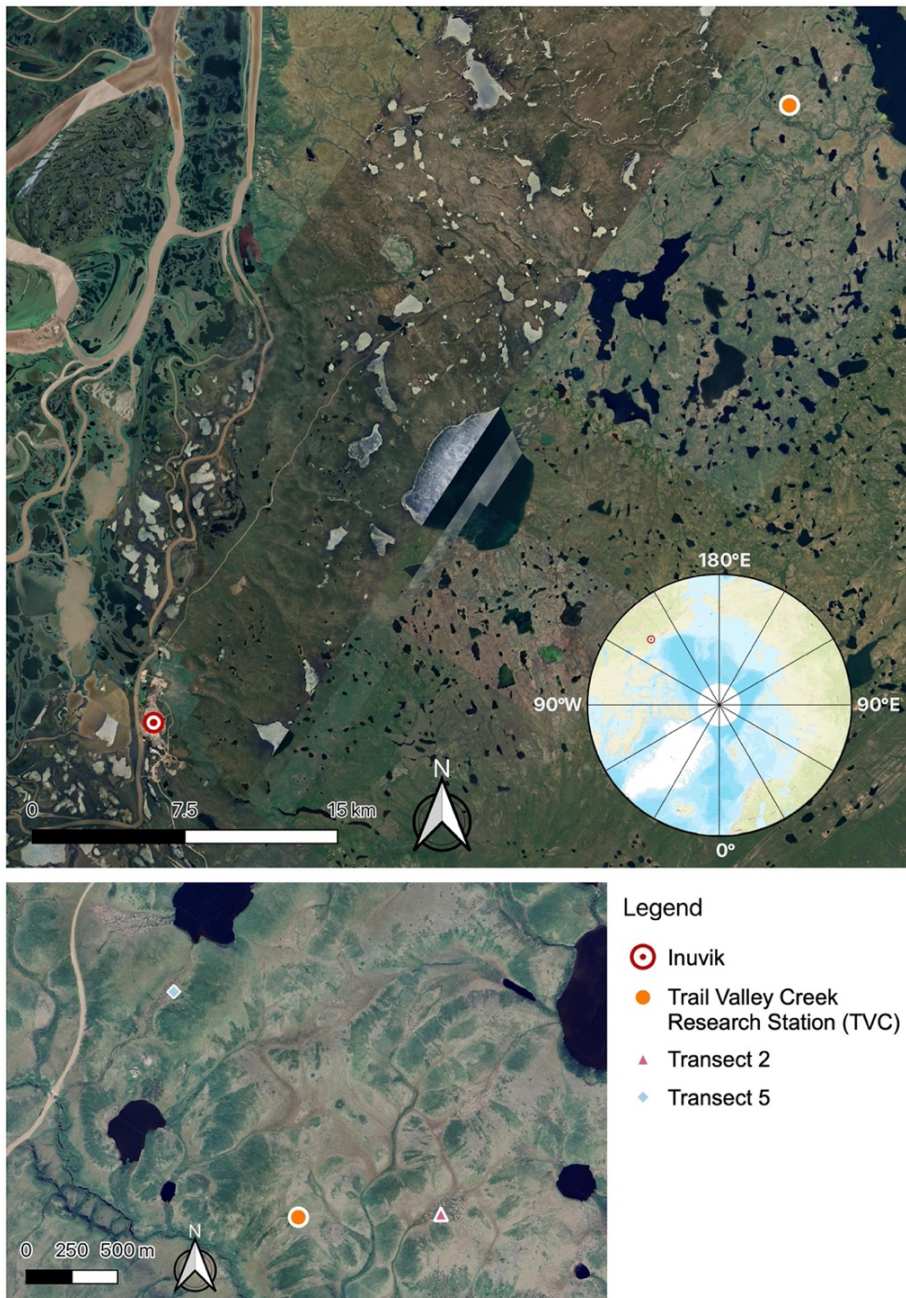 180°E
90°W
90°E
0°
N
0 7.5 15 km
Legend
Inuvik
Trail Valley Creek
Research Station (TVC)
Transect 2
Transect 5
N
0 250 500 m